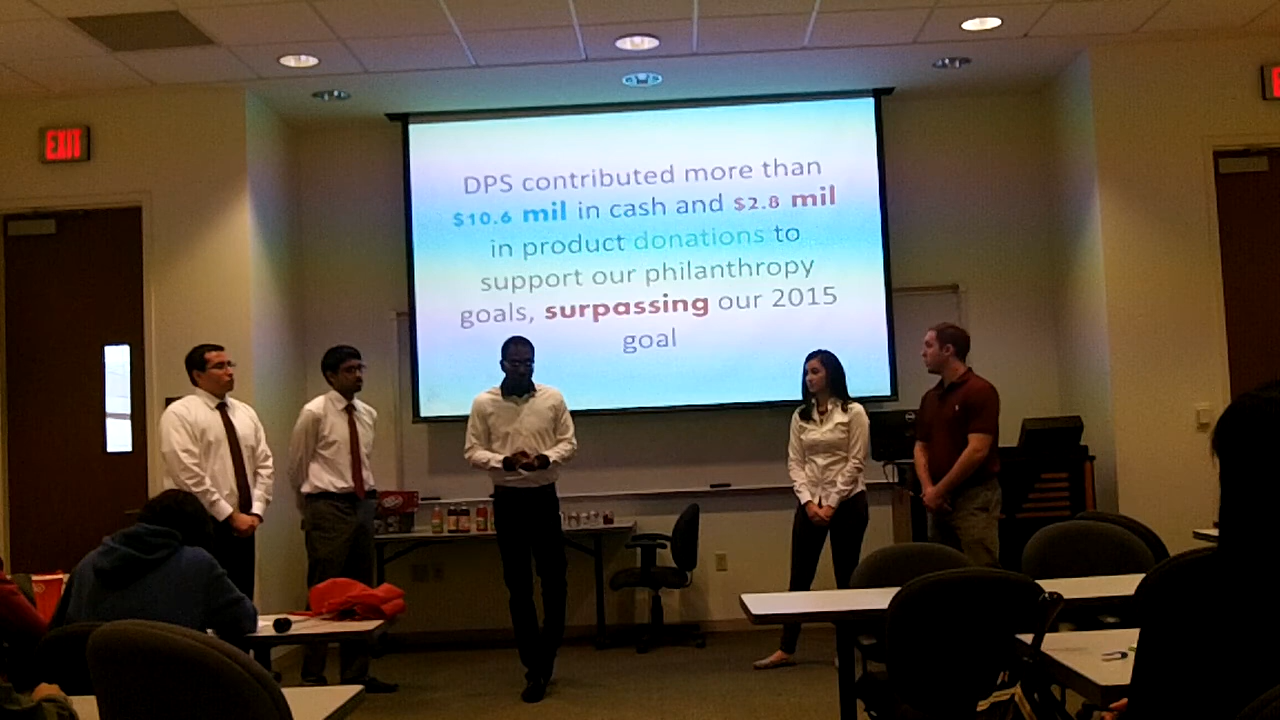 EXIT
DPS contributed more than
$10.6 mil in cash and $2.8 mil
in product donations to
support our philanthropy
goals, surpassing our 2015
goal